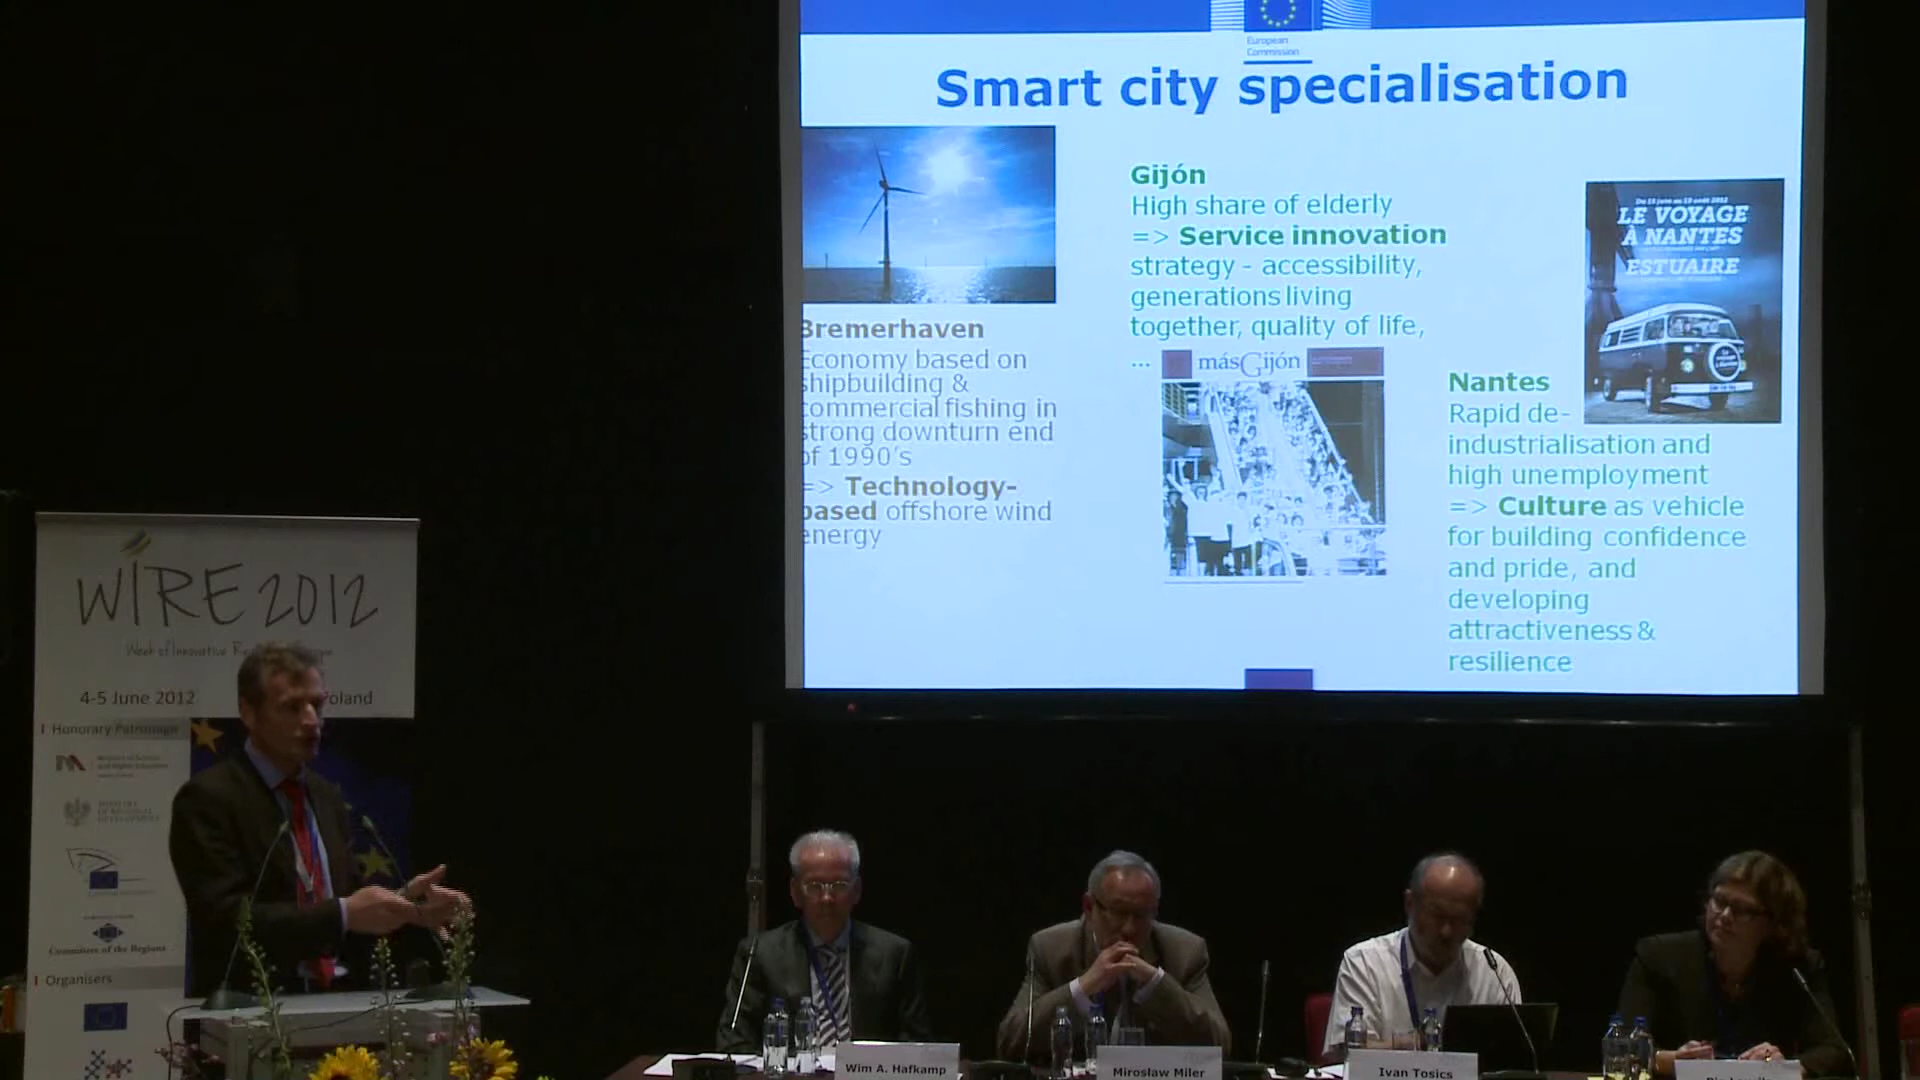 European
Commission
Smart city specialisation
Bremerhaven
Economy based on
shipbuilding &
commercial fishing in
strong downturn end
of 1990's
=> Technology-
based offshore wind
energy
Gijón
High share of elderly
=> Service innovation
strategy - accessibility,
generations living
together, quality of life,
...
másGijón
LE VOYAGE
À NANTES
ESTUAIRE
Nantes
Rapid de-
industrialisation and
high unemployment
=> Culture as vehicle
for building confidence
and pride, and
developing
attractiveness &
resilience
WIRE 2012
Week of Innovative
4-5 June 2012
Poland
Honorary Patronage
Committee of the Regions
Organisers
Wim A. Hafkamp
Mirosław Miler
Ivan Tosics